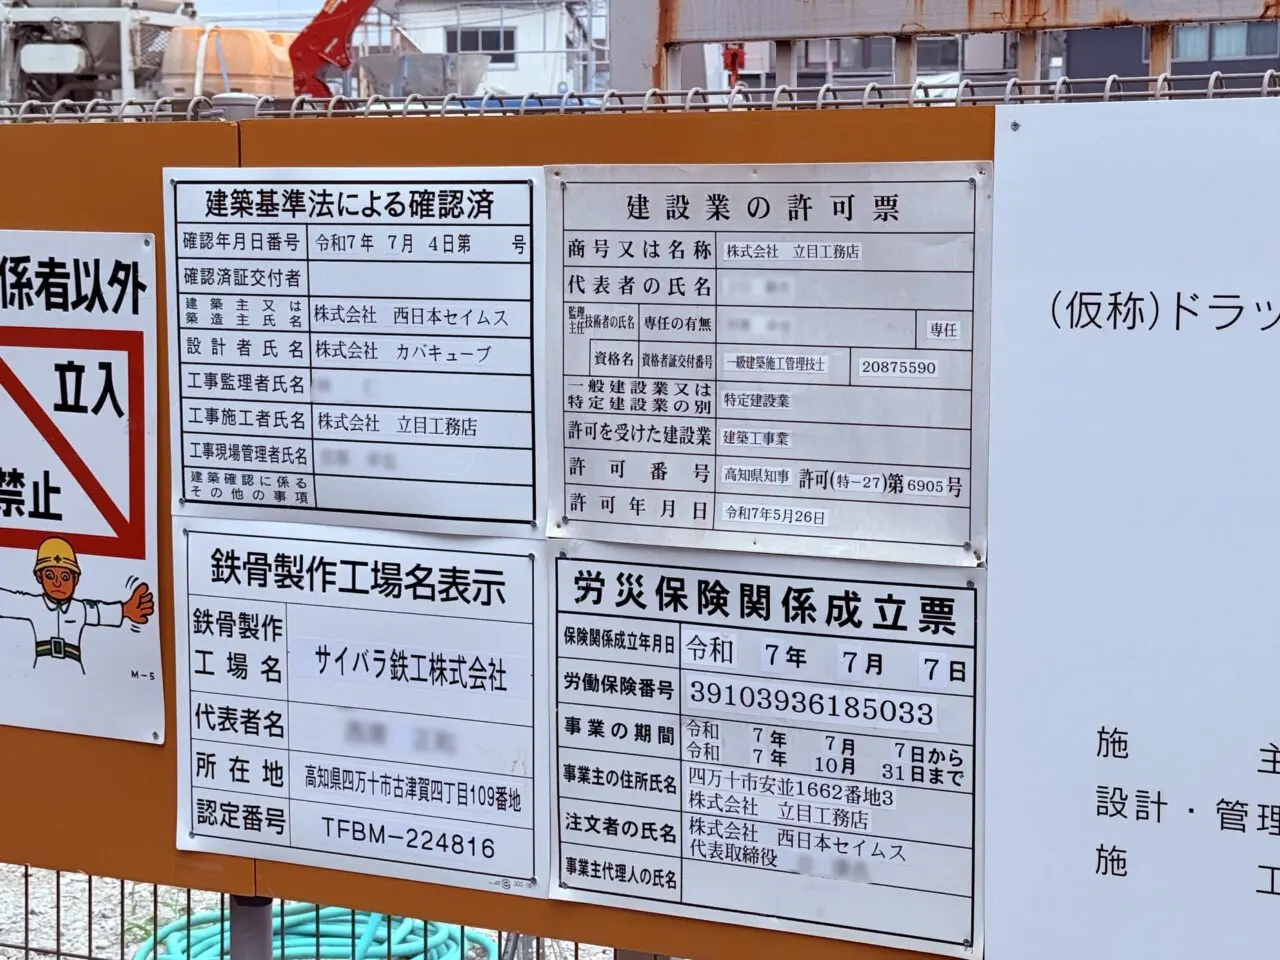 係者以外
立入
禁止
M-5
建築基準法による確認済
確認年月日番号 令和7年 7月 4日第 号
確認済証交付者
建築主又は
築造主氏名 株式会社 西日本セイムス
設計者氏名 株式会社 カバキューブ
工事監理者氏名
工事施工者氏名 株式会社 立目工務店
工事現場管理者氏名
建築確認に係る
その他の事項
建設業の許可票
商号又は名称 株式会社 立目工務店
代表者の氏名
監理
主任 技術者の氏名 専任の有無 専任
資格名 資格者証交付番号 一級建築施工管理技士 20875590
一般建設業又は
特定建設業の別 特定建設業
許可を受けた建設業 建築工事業
許可番号 高知県知事 許可(特-27)第6905号
許可年月日 令和7年5月26日
鉄骨製作工場名表示
鉄骨製作
工場名 サイバラ鉄工株式会社
代表者名
所在地 高知県四万十市古津賀四丁目109番地
認定番号 TFBM-224816
労災保険関係成立票
保険関係成立年月日 令和 7年 7月 7日
労働保険番号 39103936185033
事業の期間 令和 7年 7月 7日から
令和 7年 10月 31日まで
事業主の住所氏名 四万十市安並1662番地3
株式会社 立目工務店
注文者の氏名 株式会社 西日本セイムス
代表取締役
事業主代理人の氏名
(仮称)ドラッ
施 主
設計・管理
施 工